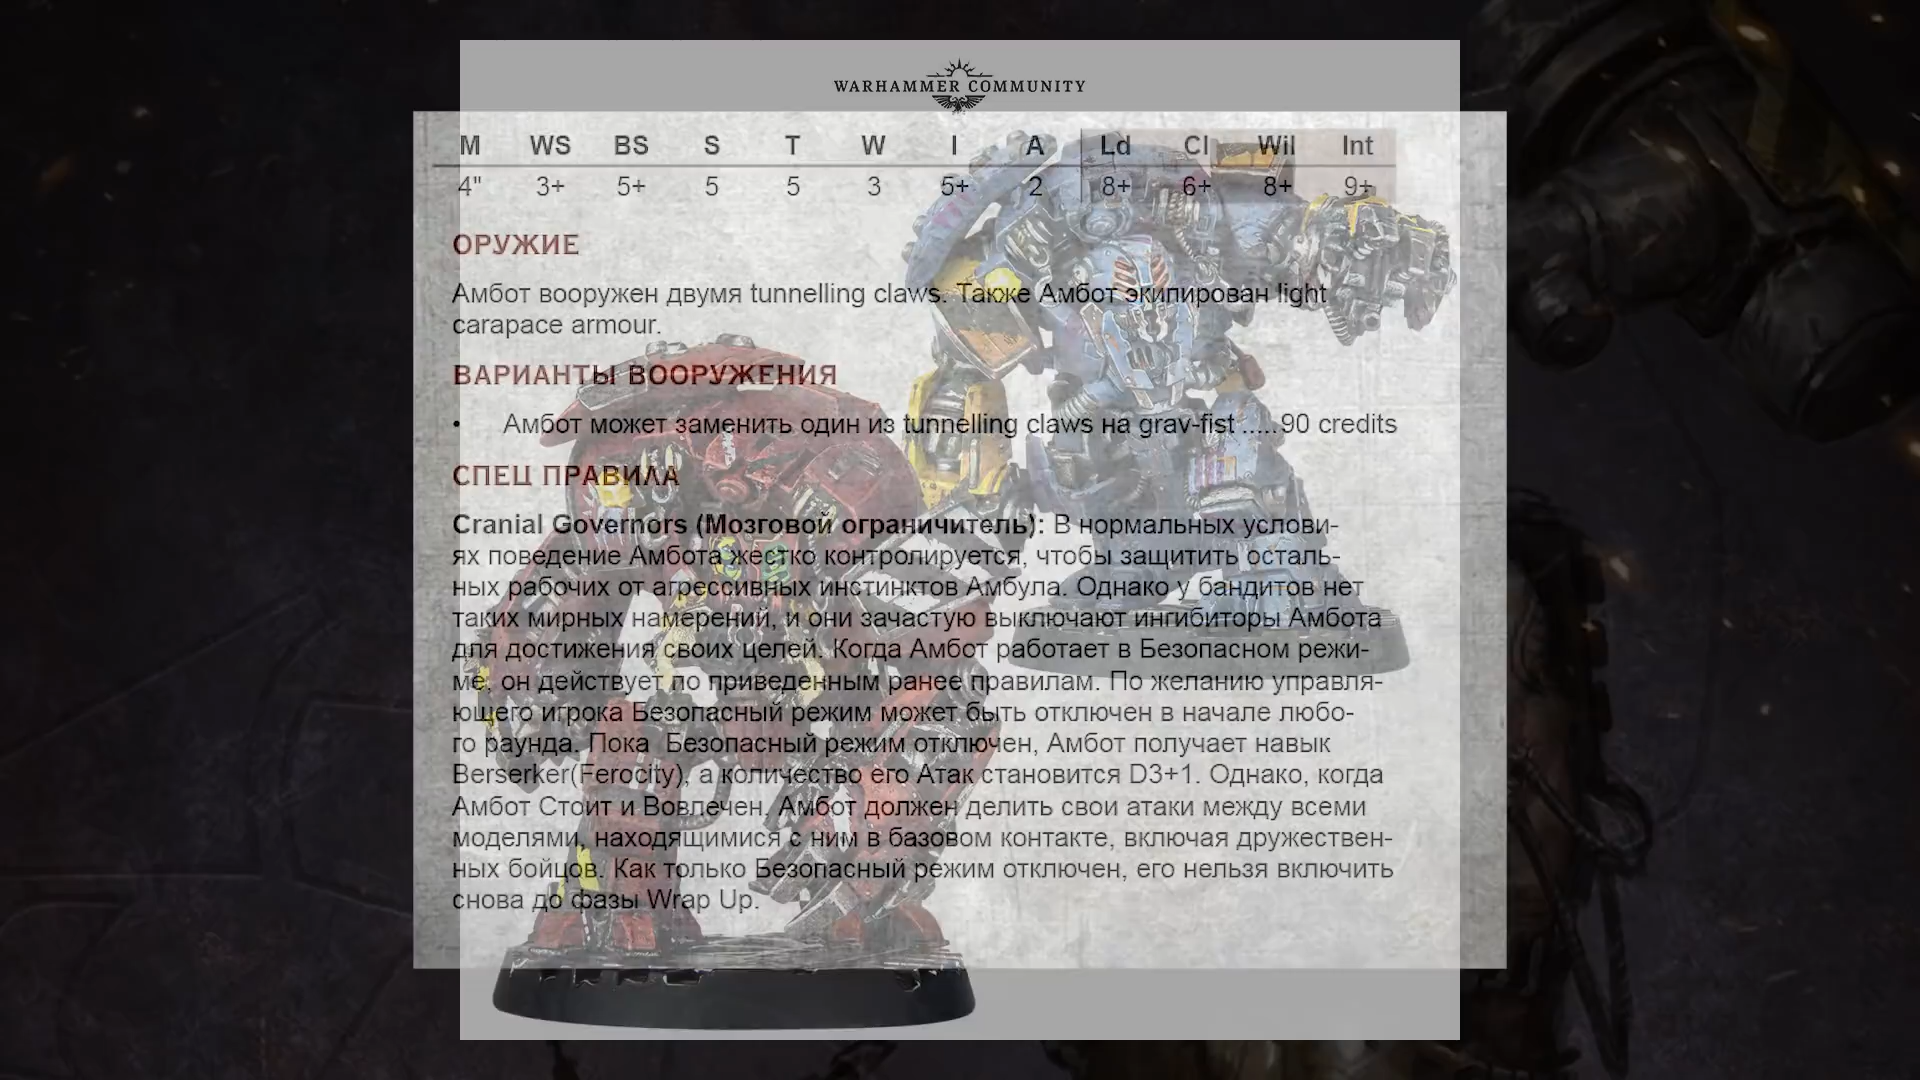 WARHAMMER COMMUNITY
M WS BS S T W I A Ld Cl Wil Int
4" 3+ 5+ 5 5 3 5+ 2 8+ 6+ 8+ 9+
ОРУЖИЕ
Амбот вооружен двумя tunnelling claws. Также Амбот экипирован light
carapace armour.
ВАРИАНТЫ ВООРУЖЕНИЯ
• Амбот может заменить один из tunnelling claws на grav-fist .....90 credits
СПЕЦ ПРАВИЛА
Cranial Governors (Мозговой ограничитель): В нормальных услови-
ях поведение Амбота жестко контролируется, чтобы защитить осталь-
ных рабочих от агрессивных инстинктов Амбула. Однако у бандитов нет
таких мирных намерений, и они зачастую выключают ингибиторы Амбота
для достижения своих целей. Когда Амбот работает в Безопасном режи-
ме, он действует по приведенным ранее правилам. По желанию управля-
ющего игрока Безопасный режим может быть отключен в начале любо-
го раунда. Пока  Безопасный режим отключен, Амбот получает навык
Berserker(Ferocity), а количество его Атак становится D3+1. Однако, когда
Амбот Стоит и Вовлечен, Амбот должен делить свои атаки между всеми
моделями, находящимися с ним в базовом контакте, включая дружествен-
ных бойцов. Как только Безопасный режим отключен, его нельзя включить
снова до фазы Wrap Up.